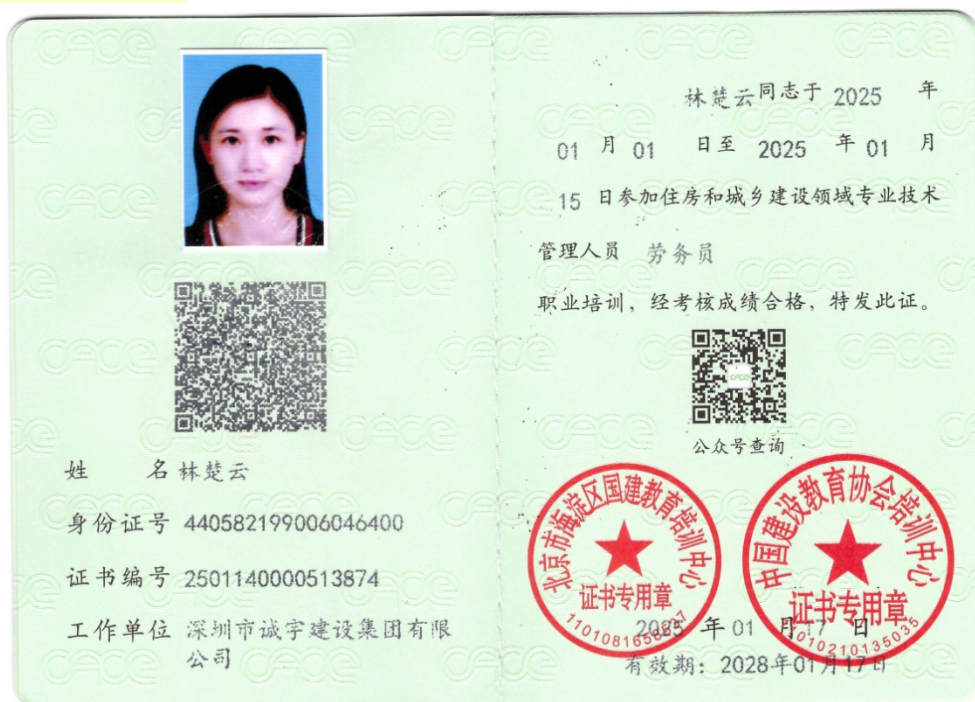 姓 名 林楚云
身份证号 440582199006046400
证书编号 2501140000513874
工作单位 深圳市诚宇建设集团有限
公司
林楚云同志于 2025 年
01 月 01 日至 2025 年 01 月
15 日参加住房和城乡建设领域专业技术
管理人员 劳务员
职业培训，经考核成绩合格，特发此证。
CACE
公众号查询
北京市海淀区国建教育培训中心
证书专用章
中国建设教育协会培训中心
证书专用章
2025 年 01 月 17 日
有效期：2028年01月17日